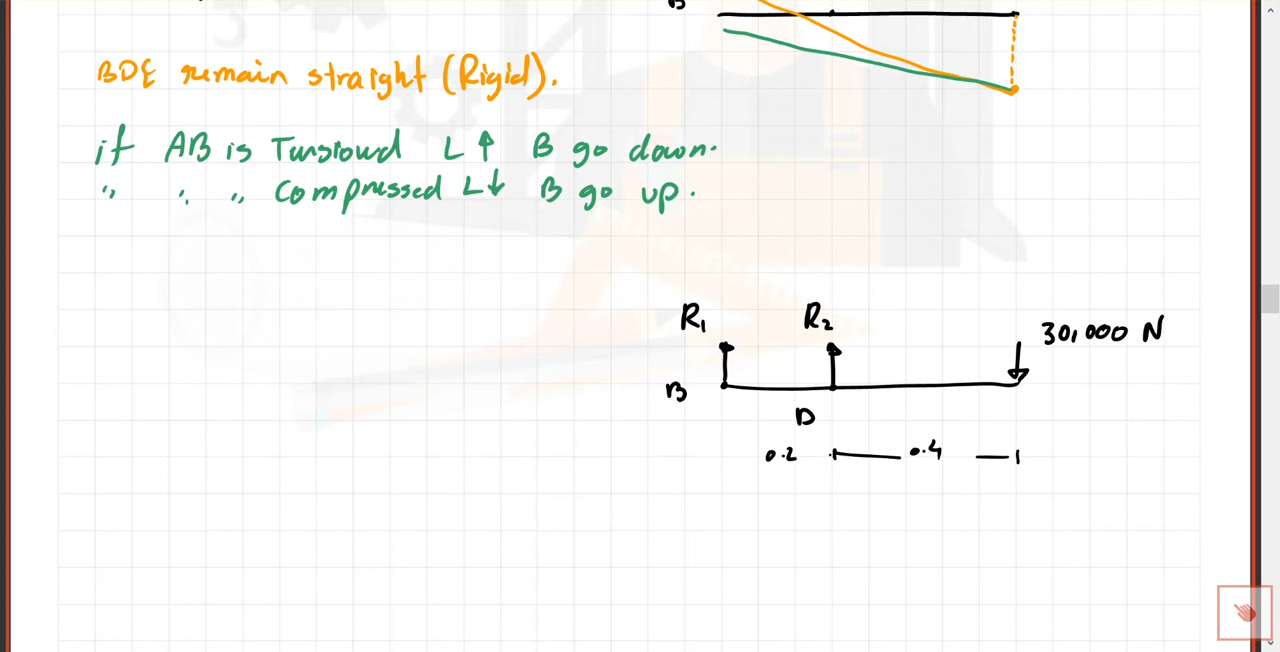 B
BDE remain straight (Rigid).
if AB is Tunsioud L↑ B go down.
" " " Compressed L↓ B go up.
R₁ R₂ 30,000 N
B
D
0.2 0.4